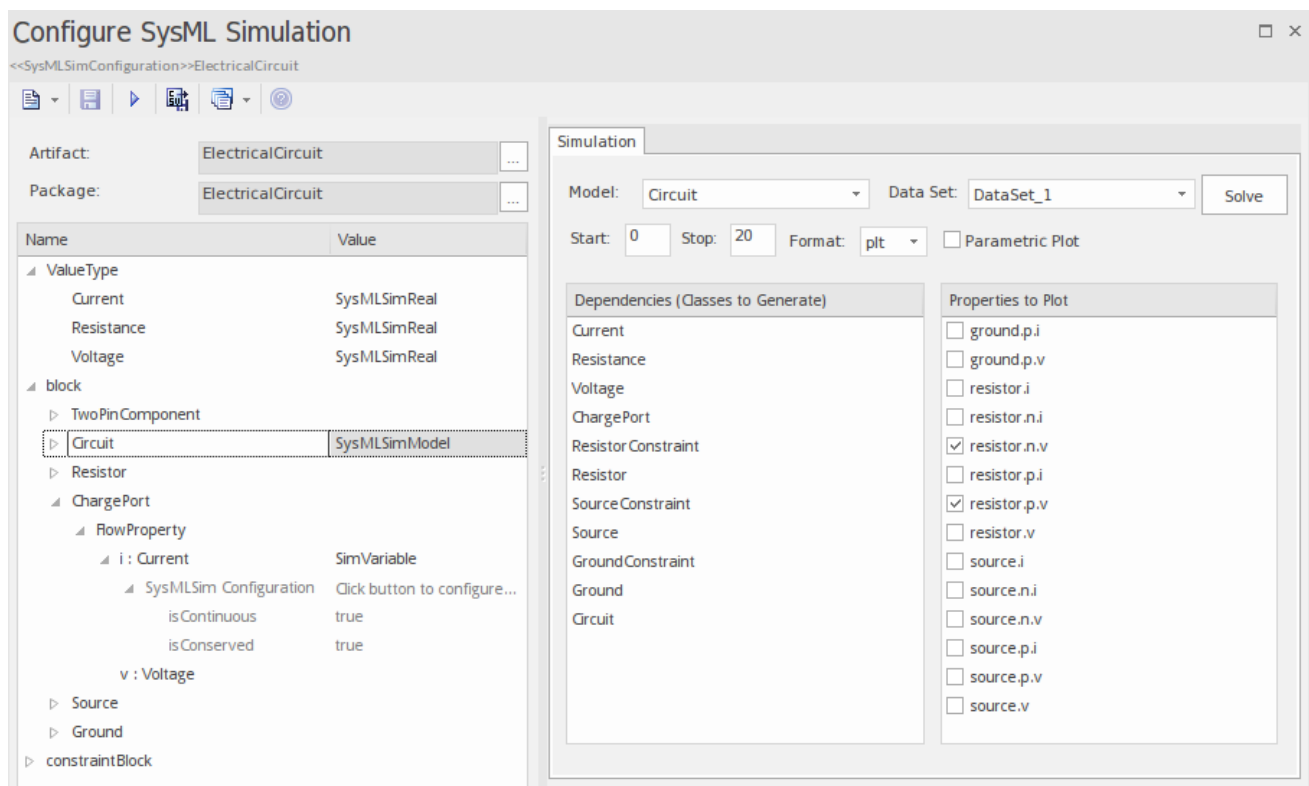 Configure SysML Simulation
<<SysMLSimConfiguration>>ElectricalCircuit
Artifact: ElectricalCircuit ...
Package: ElectricalCircuit ...
Name Value
ValueType
Current SysMLSimReal
Resistance SysMLSimReal
Voltage SysMLSimReal
block
TwoPinComponent
Circuit SysMLSimModel
Resistor
ChargePort
FlowProperty
i : Current SimVariable
SysMLSim Configuration Click button to configure...
isContinuous true
isConserved true
v : Voltage
Source
Ground
constraintBlock
Simulation
Model: Circuit Data Set: DataSet_1 Solve
Start: 0 Stop: 20 Format: plt Parametric Plot
Dependencies (Classes to Generate)
Current
Resistance
Voltage
ChargePort
ResistorConstraint
Resistor
SourceConstraint
Source
GroundConstraint
Ground
Circuit
Properties to Plot
ground.p.i
ground.p.v
resistor.i
resistor.n.i
resistor.n.v
resistor.p.i
resistor.p.v
resistor.v
source.i
source.n.i
source.n.v
source.p.i
source.p.v
source.v